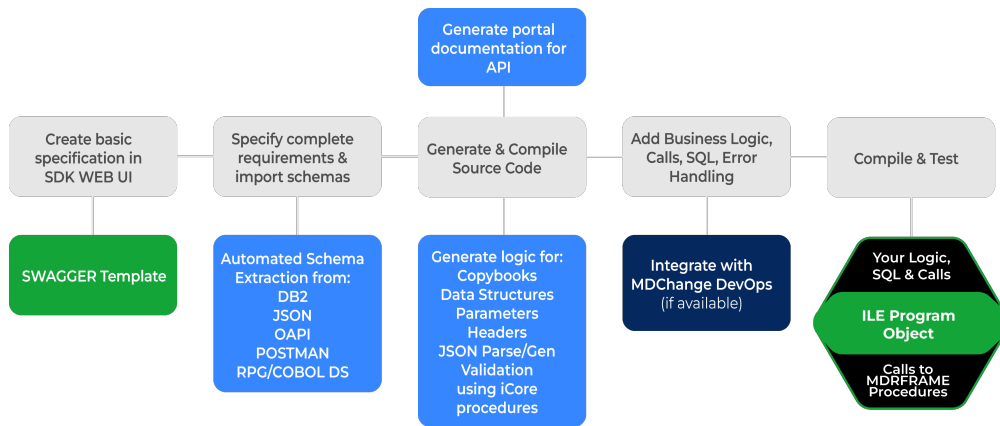 Generate portal
documentation for
API
Create basic
specification in
SDK WEB UI
Specify complete
requirements &
import schemas
Generate & Compile
Source Code
Add Business Logic,
Calls, SQL, Error
Handling
Compile & Test
SWAGGER Template
Automated Schema
Extraction from:
DB2
JSON
OAPI
POSTMAN
RPG/COBOL DS
Generate logic for:
Copybooks
Data Structures
Parameters
Headers
JSON Parse/Gen
Validation
using iCore
procedures
Integrate with
MDChange DevOps
(if available)
Your Logic,
SQL & Calls
ILE Program
Object
Calls to
MDRFRAME
Procedures